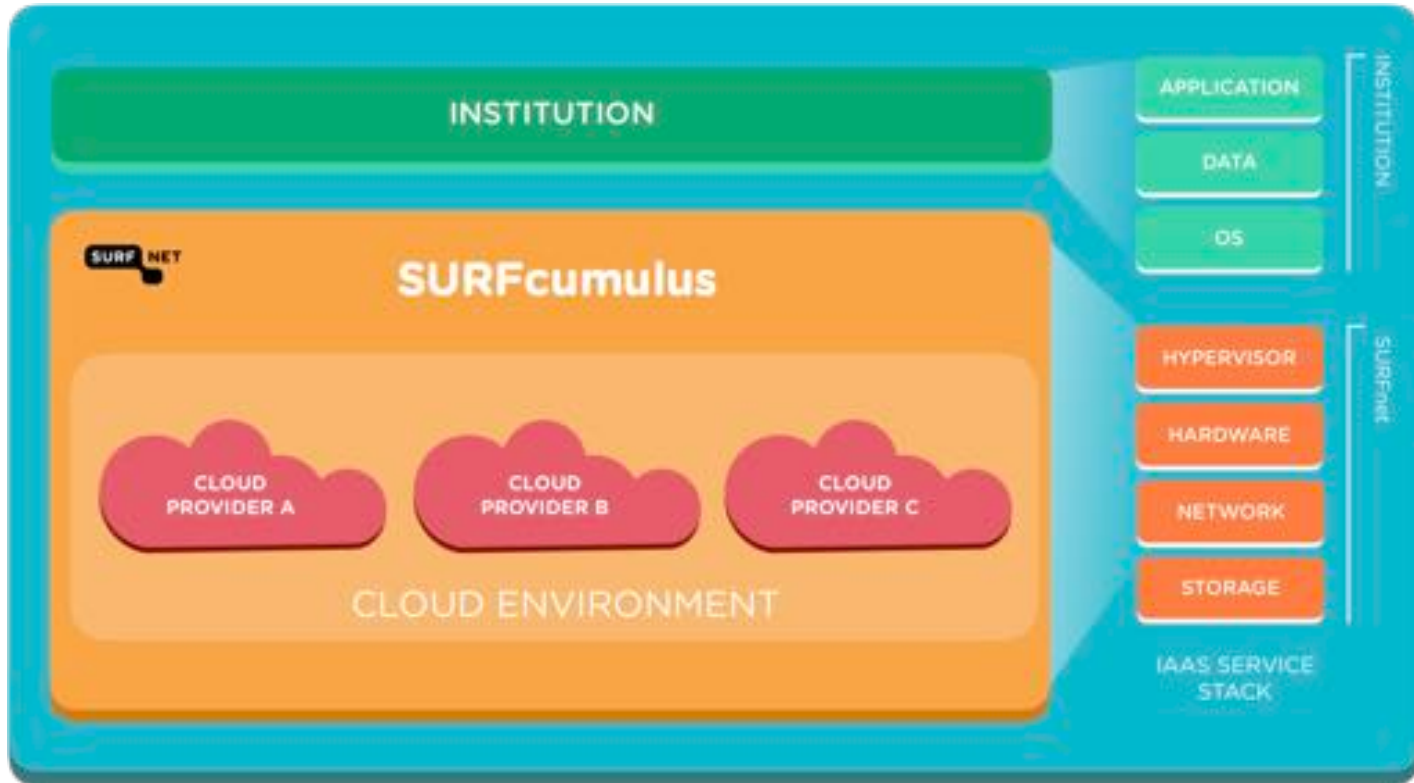 INSTITUTION
SURF NET
SURFcumulus
CLOUD
PROVIDER A
CLOUD
PROVIDER B
CLOUD
PROVIDER C
CLOUD ENVIRONMENT
APPLICATION
DATA
OS
INSTITUTION
HYPERVISOR
HARDWARE
NETWORK
STORAGE
SURFnet
IAAS SERVICE
STACK